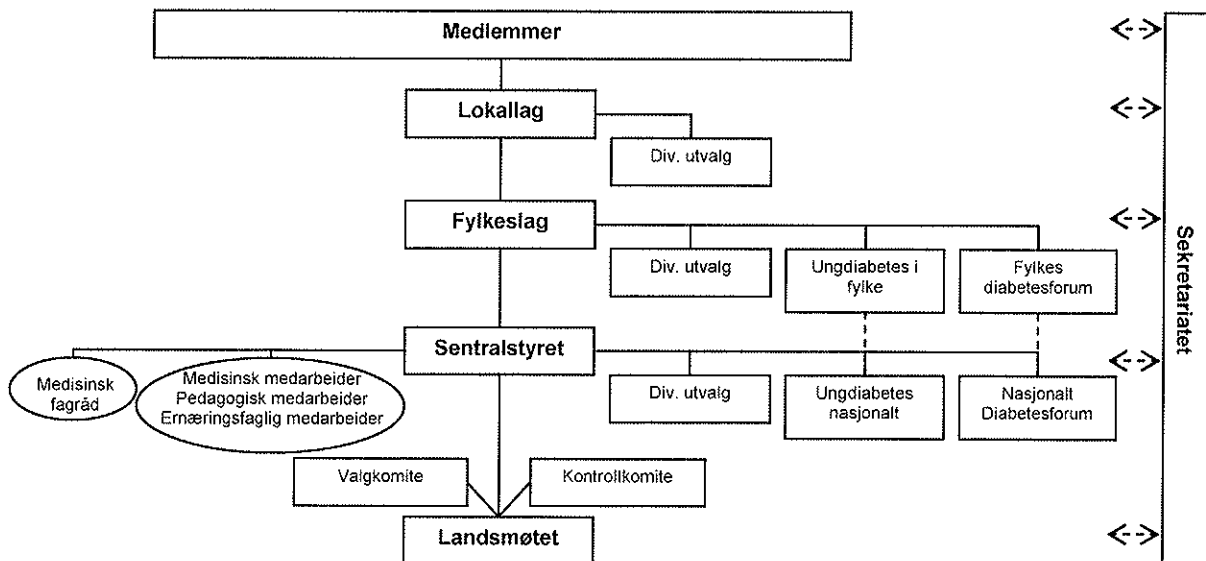 Medlemmer
Lokallag
Div. utvalg
Fylkeslag
Div. utvalg
Ungdiabetes i
fylke
Fylkes
diabetesforum
Sekretariatet
Sentralstyret
Medisinsk
fagråd
Medisinsk medarbeider
Pedagogisk medarbeider
Ernæringsfaglig medarbeider
Div. utvalg
Ungdiabetes
nasjonalt
Nasjonalt
Diabetesforum
Valgkomite
Kontrollkomite
Landsmøtet